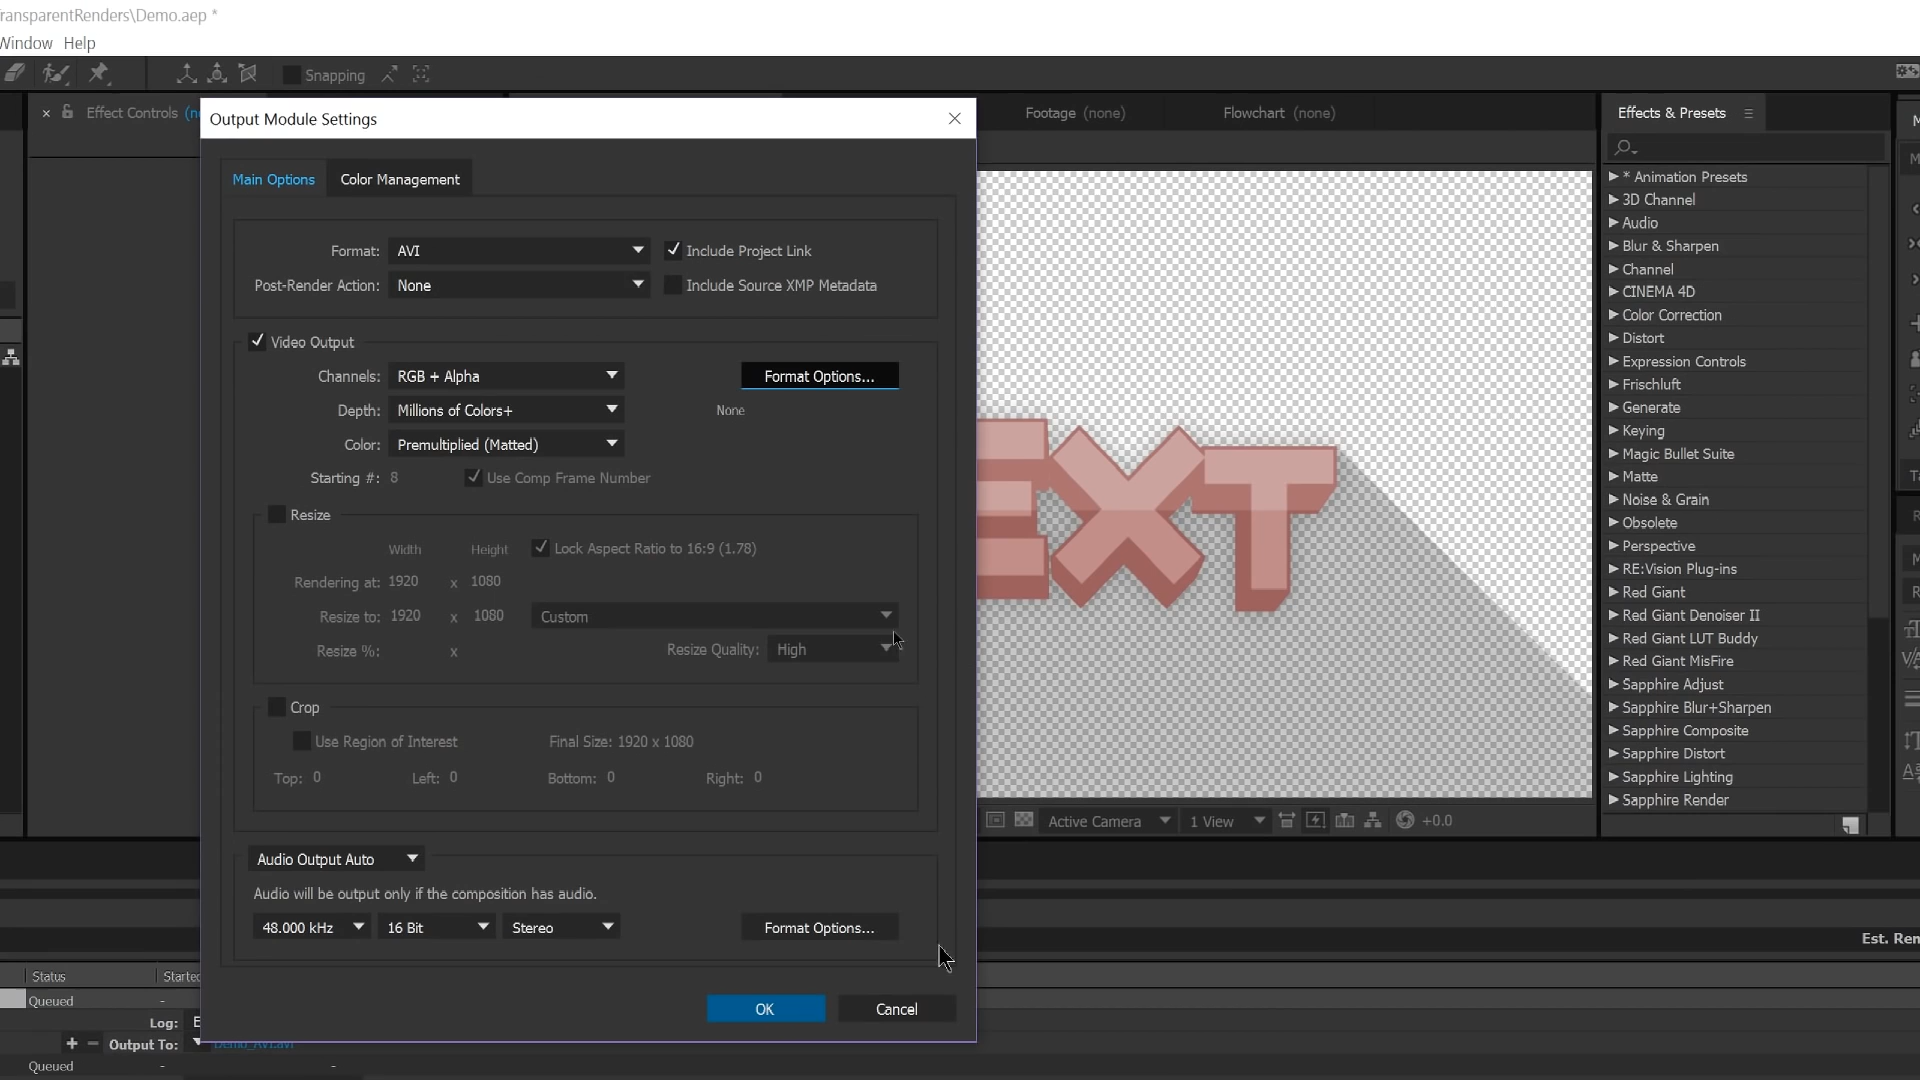 ransparentRenders\Demo.aep *
Window Help
Snapping
Effect Controls
Footage (none)
Flowchart (none)
Effects & Presets
Output Module Settings
Main Options
Color Management
Format: AVI
Include Project Link
Post-Render Action: None
Include Source XMP Metadata
Video Output
Channels: RGB + Alpha
Format Options...
Depth: Millions of Colors+
None
Color: Premultiplied (Matted)
Starting #: 8
Use Comp Frame Number
Resize
Width Height
Lock Aspect Ratio to 16:9 (1.78)
Rendering at: 1920 x 1080
Resize to: 1920 x 1080
Custom
Resize %: x
Resize Quality: High
Crop
Use Region of Interest
Final Size: 1920 x 1080
Top: 0 Left: 0 Bottom: 0 Right: 0
Audio Output Auto
Audio will be output only if the composition has audio.
48.000 kHz
16 Bit
Stereo
Format Options...
OK
Cancel
EXT
Active Camera
1 View
+0.0
* Animation Presets
3D Channel
Audio
Blur & Sharpen
Channel
CINEMA 4D
Color Correction
Distort
Expression Controls
Frischluft
Generate
Keying
Magic Bullet Suite
Matte
Noise & Grain
Obsolete
Perspective
RE:Vision Plug-ins
Red Giant
Red Giant Denoiser II
Red Giant LUT Buddy
Red Giant MisFire
Sapphire Adjust
Sapphire Blur+Sharpen
Sapphire Composite
Sapphire Distort
Sapphire Lighting
Sapphire Render
Est. Ren
Status
Started
Queued -
Log: E
+ − Output To: Demo_AVI.avi
Queued - -